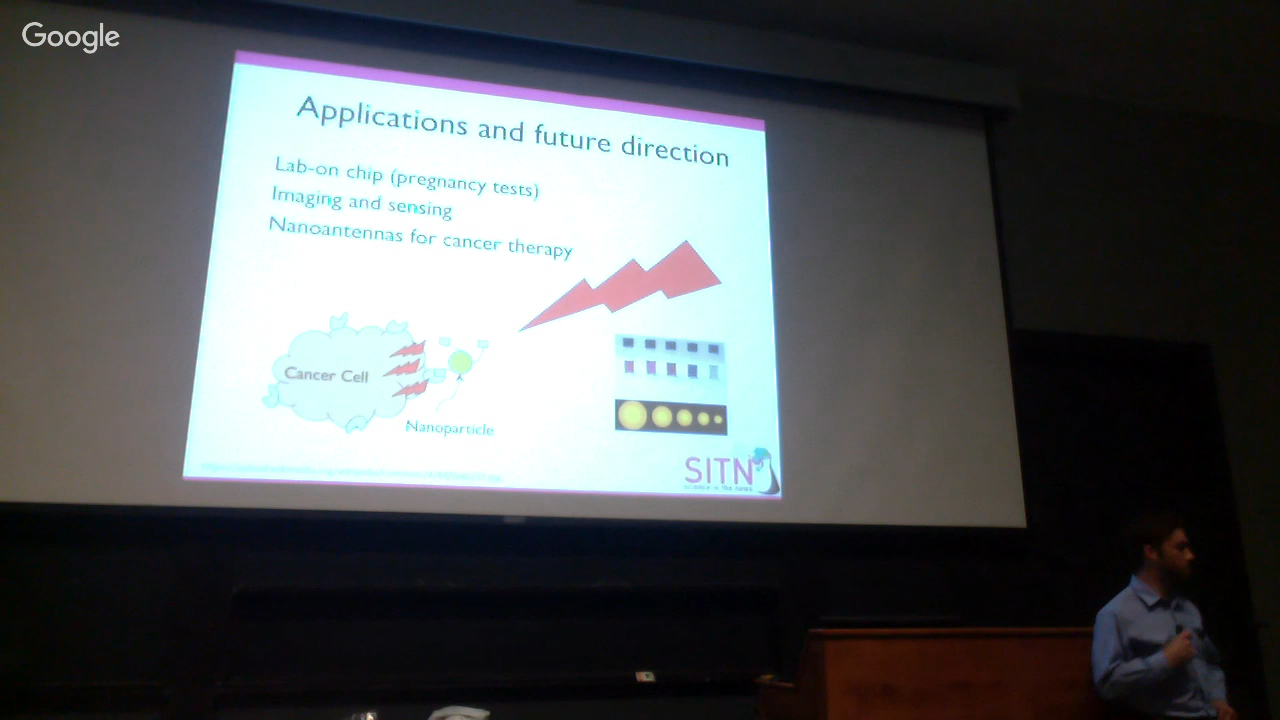 Google
Applications and future direction
Lab-on chip (pregnancy tests)
Imaging and sensing
Nanoantennas for cancer therapy
Cancer Cell
Nanoparticle
SITN